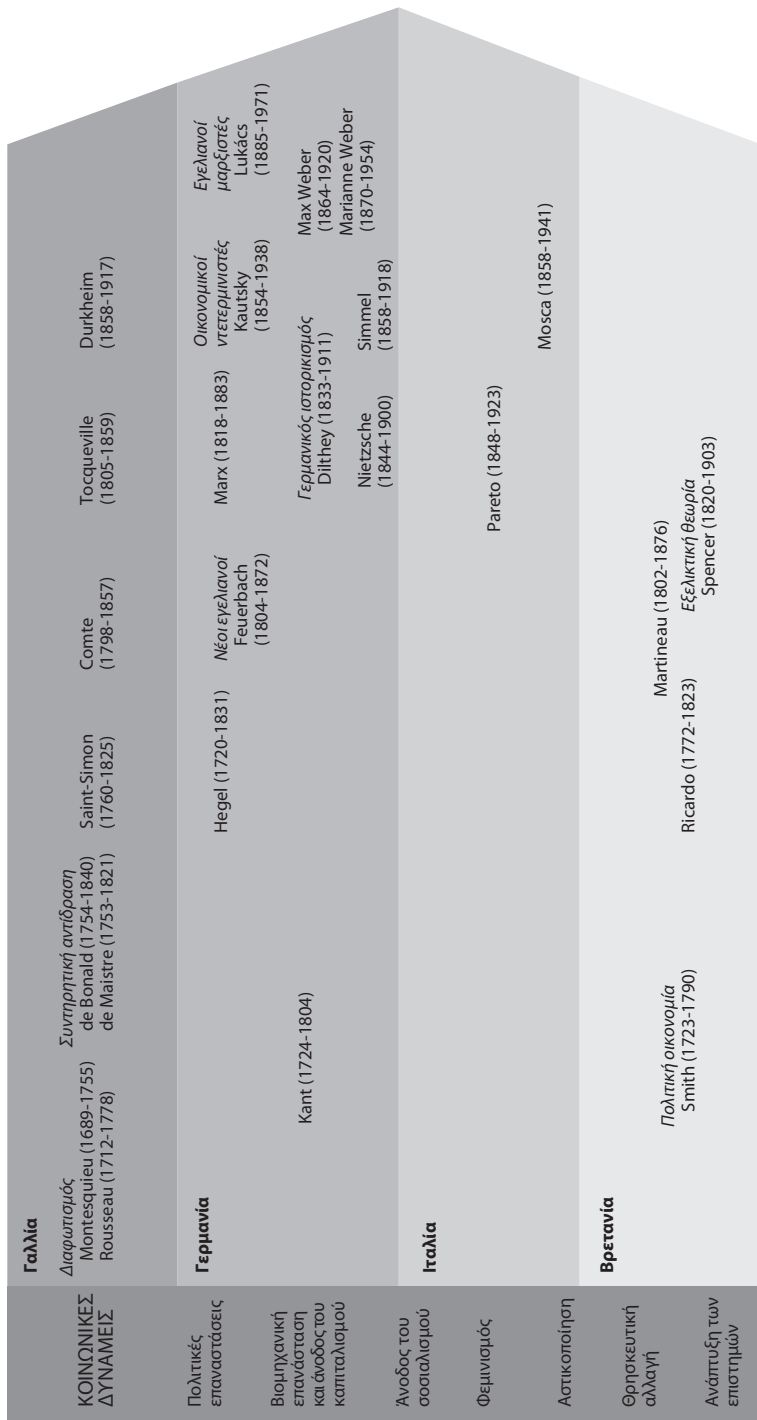 ΚΟΙΝΩΝΙΚΕΣ
ΔΥΝΑΜΕΙΣ
Πολιτικές
επαναστάσεις
Βιομηχανική
επανάσταση
και άνοδος του
καπιταλισμού
Άνοδος του
σοσιαλισμού
Φεμινισμός
Αστικοποίηση
Θρησκευτική
αλλαγή
Ανάπτυξη των
επιστημών
Γαλλία
Διαφωτισμός
Montesquieu (1689-1755)
Rousseau (1712-1778)
Συντηρητική αντίδραση
de Bonald (1754-1840)
de Maistre (1753-1821)
Saint-Simon
(1760-1825)
Comte
(1798-1857)
Tocqueville
(1805-1859)
Durkheim
(1858-1917)
Γερμανία
Kant (1724-1804)
Hegel (1720-1831)
Νέοι εγελιανοί
Feuerbach
(1804-1872)
Marx (1818-1883)
Οικονομικοί
ντετερμινιστές
Kautsky
(1854-1938)
Εγελιανοί
μαρξιστές
Lukács
(1885-1971)
Γερμανικός ιστορικισμός
Dilthey (1833-1911)
Nietzsche
(1844-1900)
Simmel
(1858-1918)
Max Weber
(1864-1920)
Marianne Weber
(1870-1954)
Ιταλία
Pareto (1848-1923)
Mosca (1858-1941)
Βρετανία
Πολιτική οικονομία
Smith (1723-1790)
Ricardo (1772-1823)
Martineau (1802-1876)
Εξελικτική θεωρία
Spencer (1820-1903)